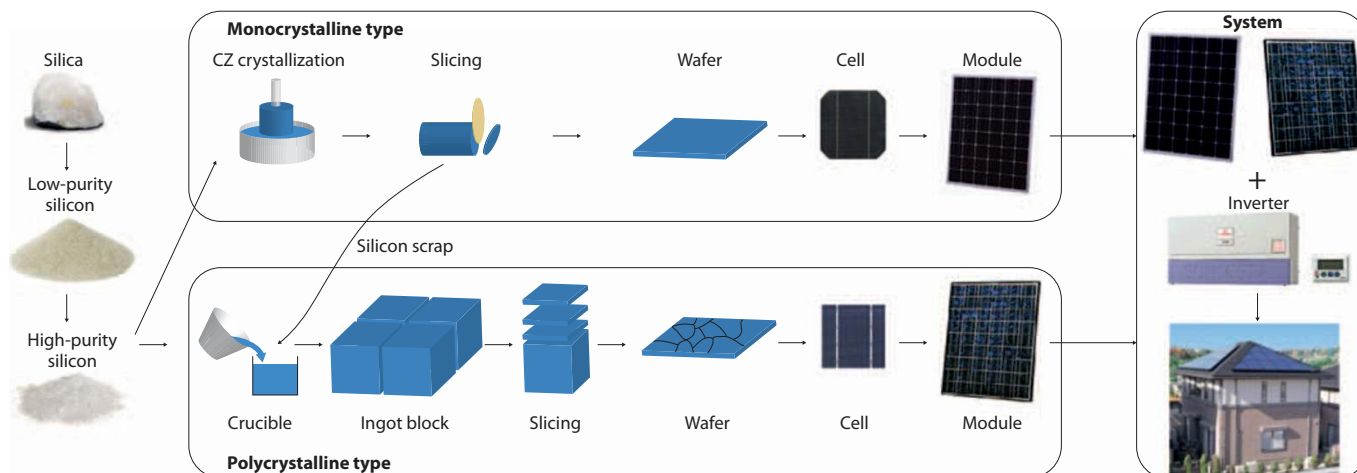 Silica
Low-purity
silicon
High-purity
silicon
Monocrystalline type
CZ crystallization
Slicing
Wafer
Cell
Module
Silicon scrap
Crucible
Ingot block
Slicing
Wafer
Cell
Module
Polycrystalline type
System
+
Inverter